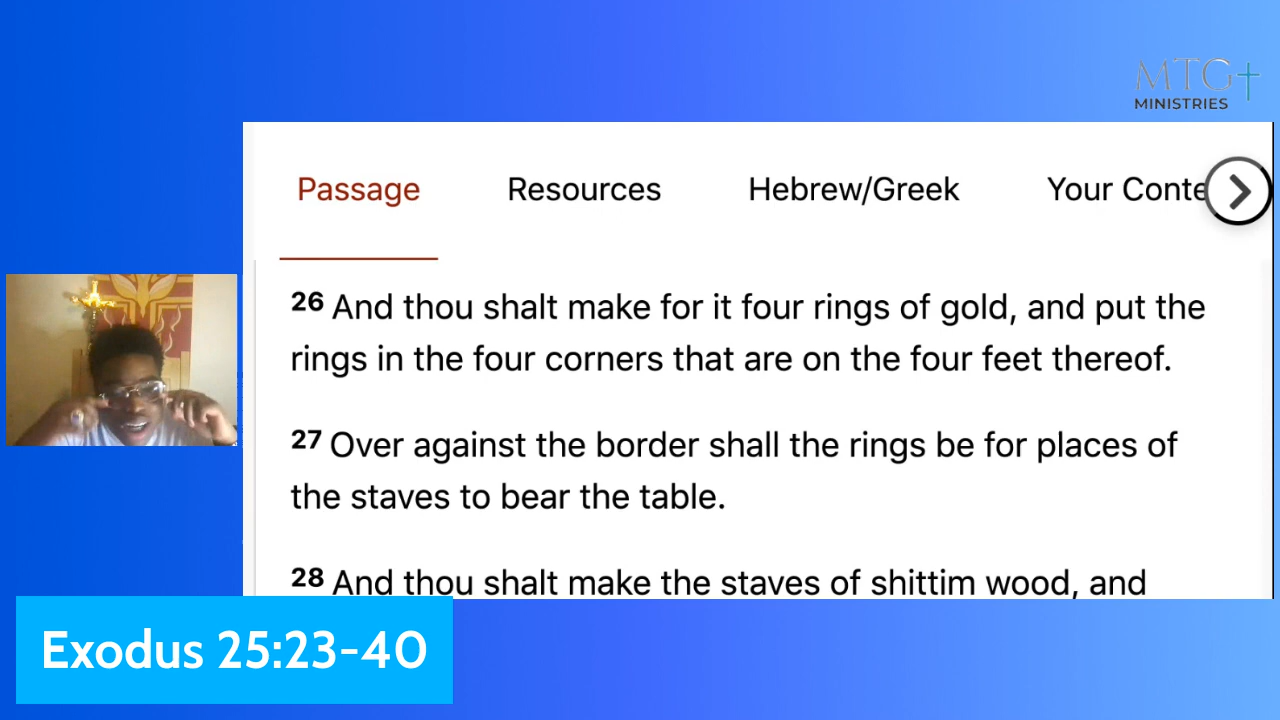 MTG
MINISTRIES
Passage Resources Hebrew/Greek Your Conte
26 And thou shalt make for it four rings of gold, and put the
rings in the four corners that are on the four feet thereof.
27 Over against the border shall the rings be for places of
the staves to bear the table.
28 And thou shalt make the staves of shittim wood, and
Exodus 25:23-40